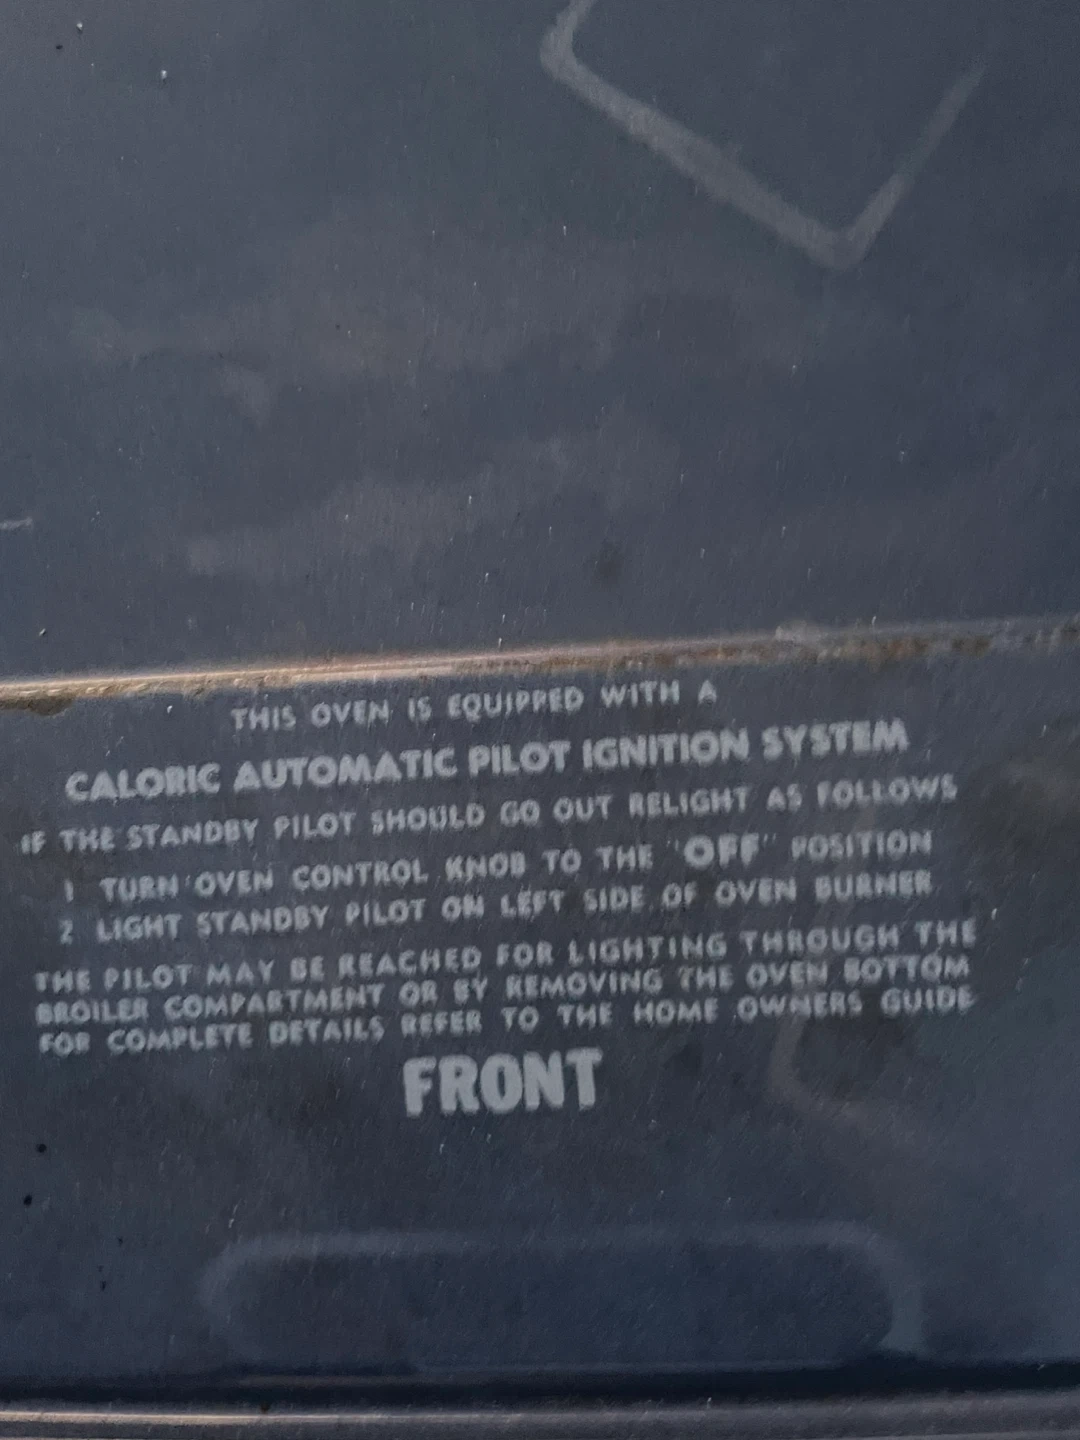 THIS OVEN IS EQUIPPED WITH A
CALORIC AUTOMATIC PILOT IGNITION SYSTEM
IF THE STANDBY PILOT SHOULD GO OUT RELIGHT AS FOLLOWS
1 TURN OVEN CONTROL KNOB TO THE "OFF" POSITION
2 LIGHT STANDBY PILOT ON LEFT SIDE OF OVEN BURNER
THE PILOT MAY BE REACHED FOR LIGHTING THROUGH THE
BROILER COMPARTMENT OR BY REMOVING THE OVEN BOTTOM
FOR COMPLETE DETAILS REFER TO THE HOME OWNERS GUIDE
FRONT